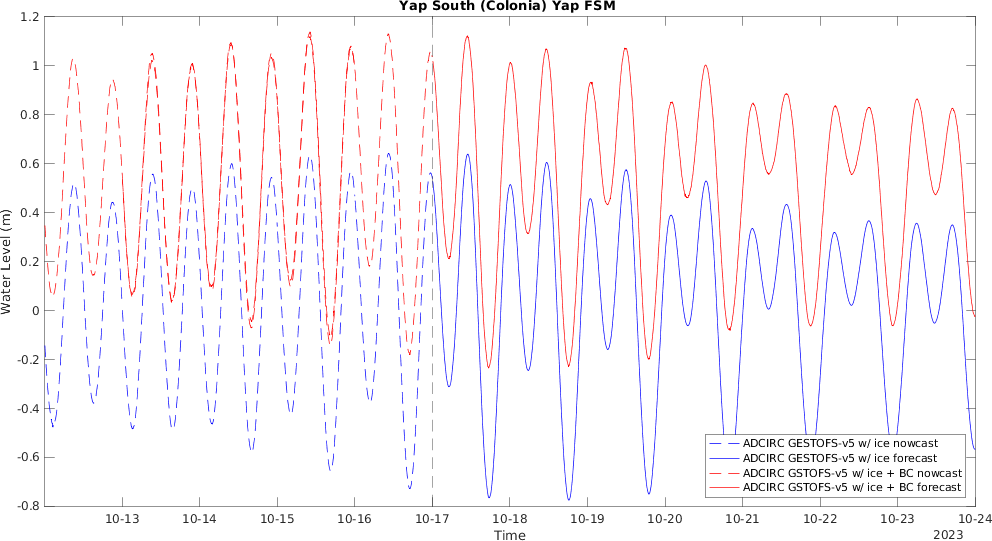 Yap South (Colonia) Yap FSM
1.2
1
0.8
0.6
0.4
0.2
0
-0.2
-0.4
-0.6
-0.8
Water Level (m)
ADCIRC GESTOFS-v5 w/ ice nowcast
ADCIRC GESTOFS-v5 w/ ice forecast
ADCIRC GSTOFS-v5 w/ ice + BC nowcast
ADCIRC GSTOFS-v5 w/ ice + BC forecast
10-13 10-14 10-15 10-16 10-17 10-18 10-19 10-20 10-21 10-22 10-23 10-24
Time
2023